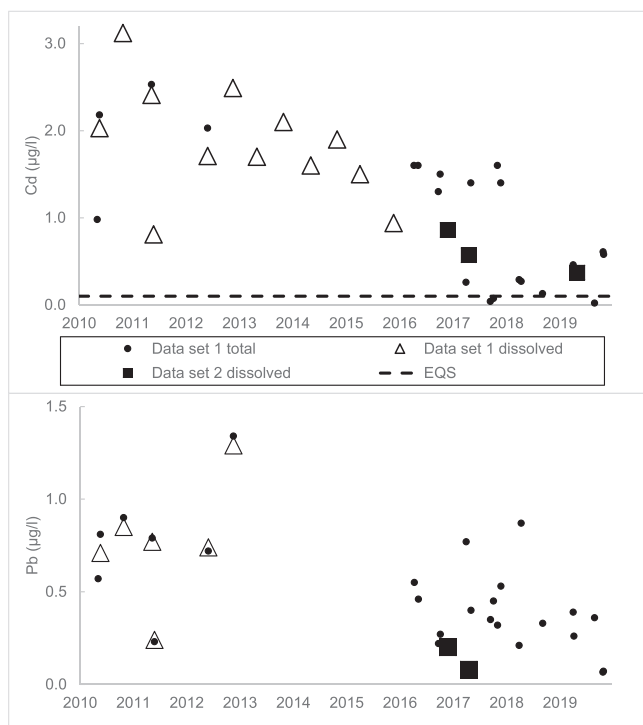 3.0
2.0
1.0
0.0
Cd (µg/l)
2010 2011 2012 2013 2014 2015 2016 2017 2018 2019
Data set 1 total Data set 1 dissolved
Data set 2 dissolved EQS
1.5
1.0
0.5
0.0
Pb (µg/l)
2010 2011 2012 2013 2014 2015 2016 2017 2018 2019